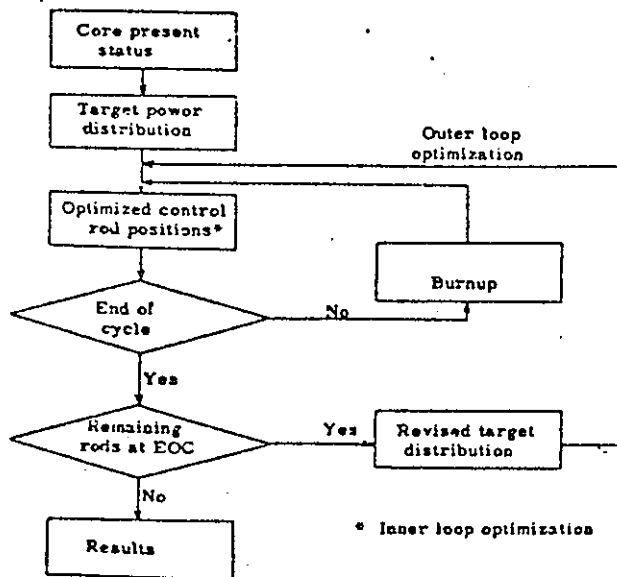 Core present
status
Target power
distribution
Outer loop
optimization
Optimized control
rod positions*
Burnup
End of
cycle
No
Yes
Remaining
rods at EOC
Yes
Revised target
distribution
No
* Inner loop optimization
Results